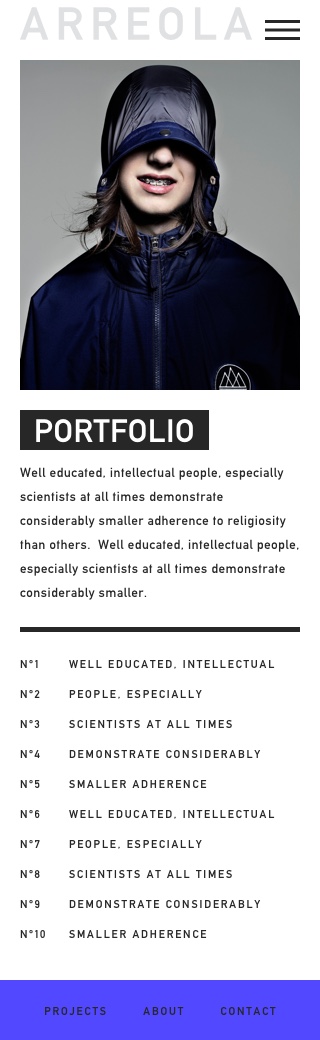 ARREOLA
PORTFOLIO
Well educated, intellectual people, especially
scientists at all times demonstrate
considerably smaller adherence to religiosity
than others.  Well educated, intellectual people,
especially scientists at all times demonstrate
considerably smaller.
N°1 WELL EDUCATED, INTELLECTUAL
N°2 PEOPLE, ESPECIALLY
N°3 SCIENTISTS AT ALL TIMES
N°4 DEMONSTRATE CONSIDERABLY
N°5 SMALLER ADHERENCE
N°6 WELL EDUCATED, INTELLECTUAL
N°7 PEOPLE, ESPECIALLY
N°8 SCIENTISTS AT ALL TIMES
N°9 DEMONSTRATE CONSIDERABLY
N°10 SMALLER ADHERENCE
PROJECTS ABOUT CONTACT